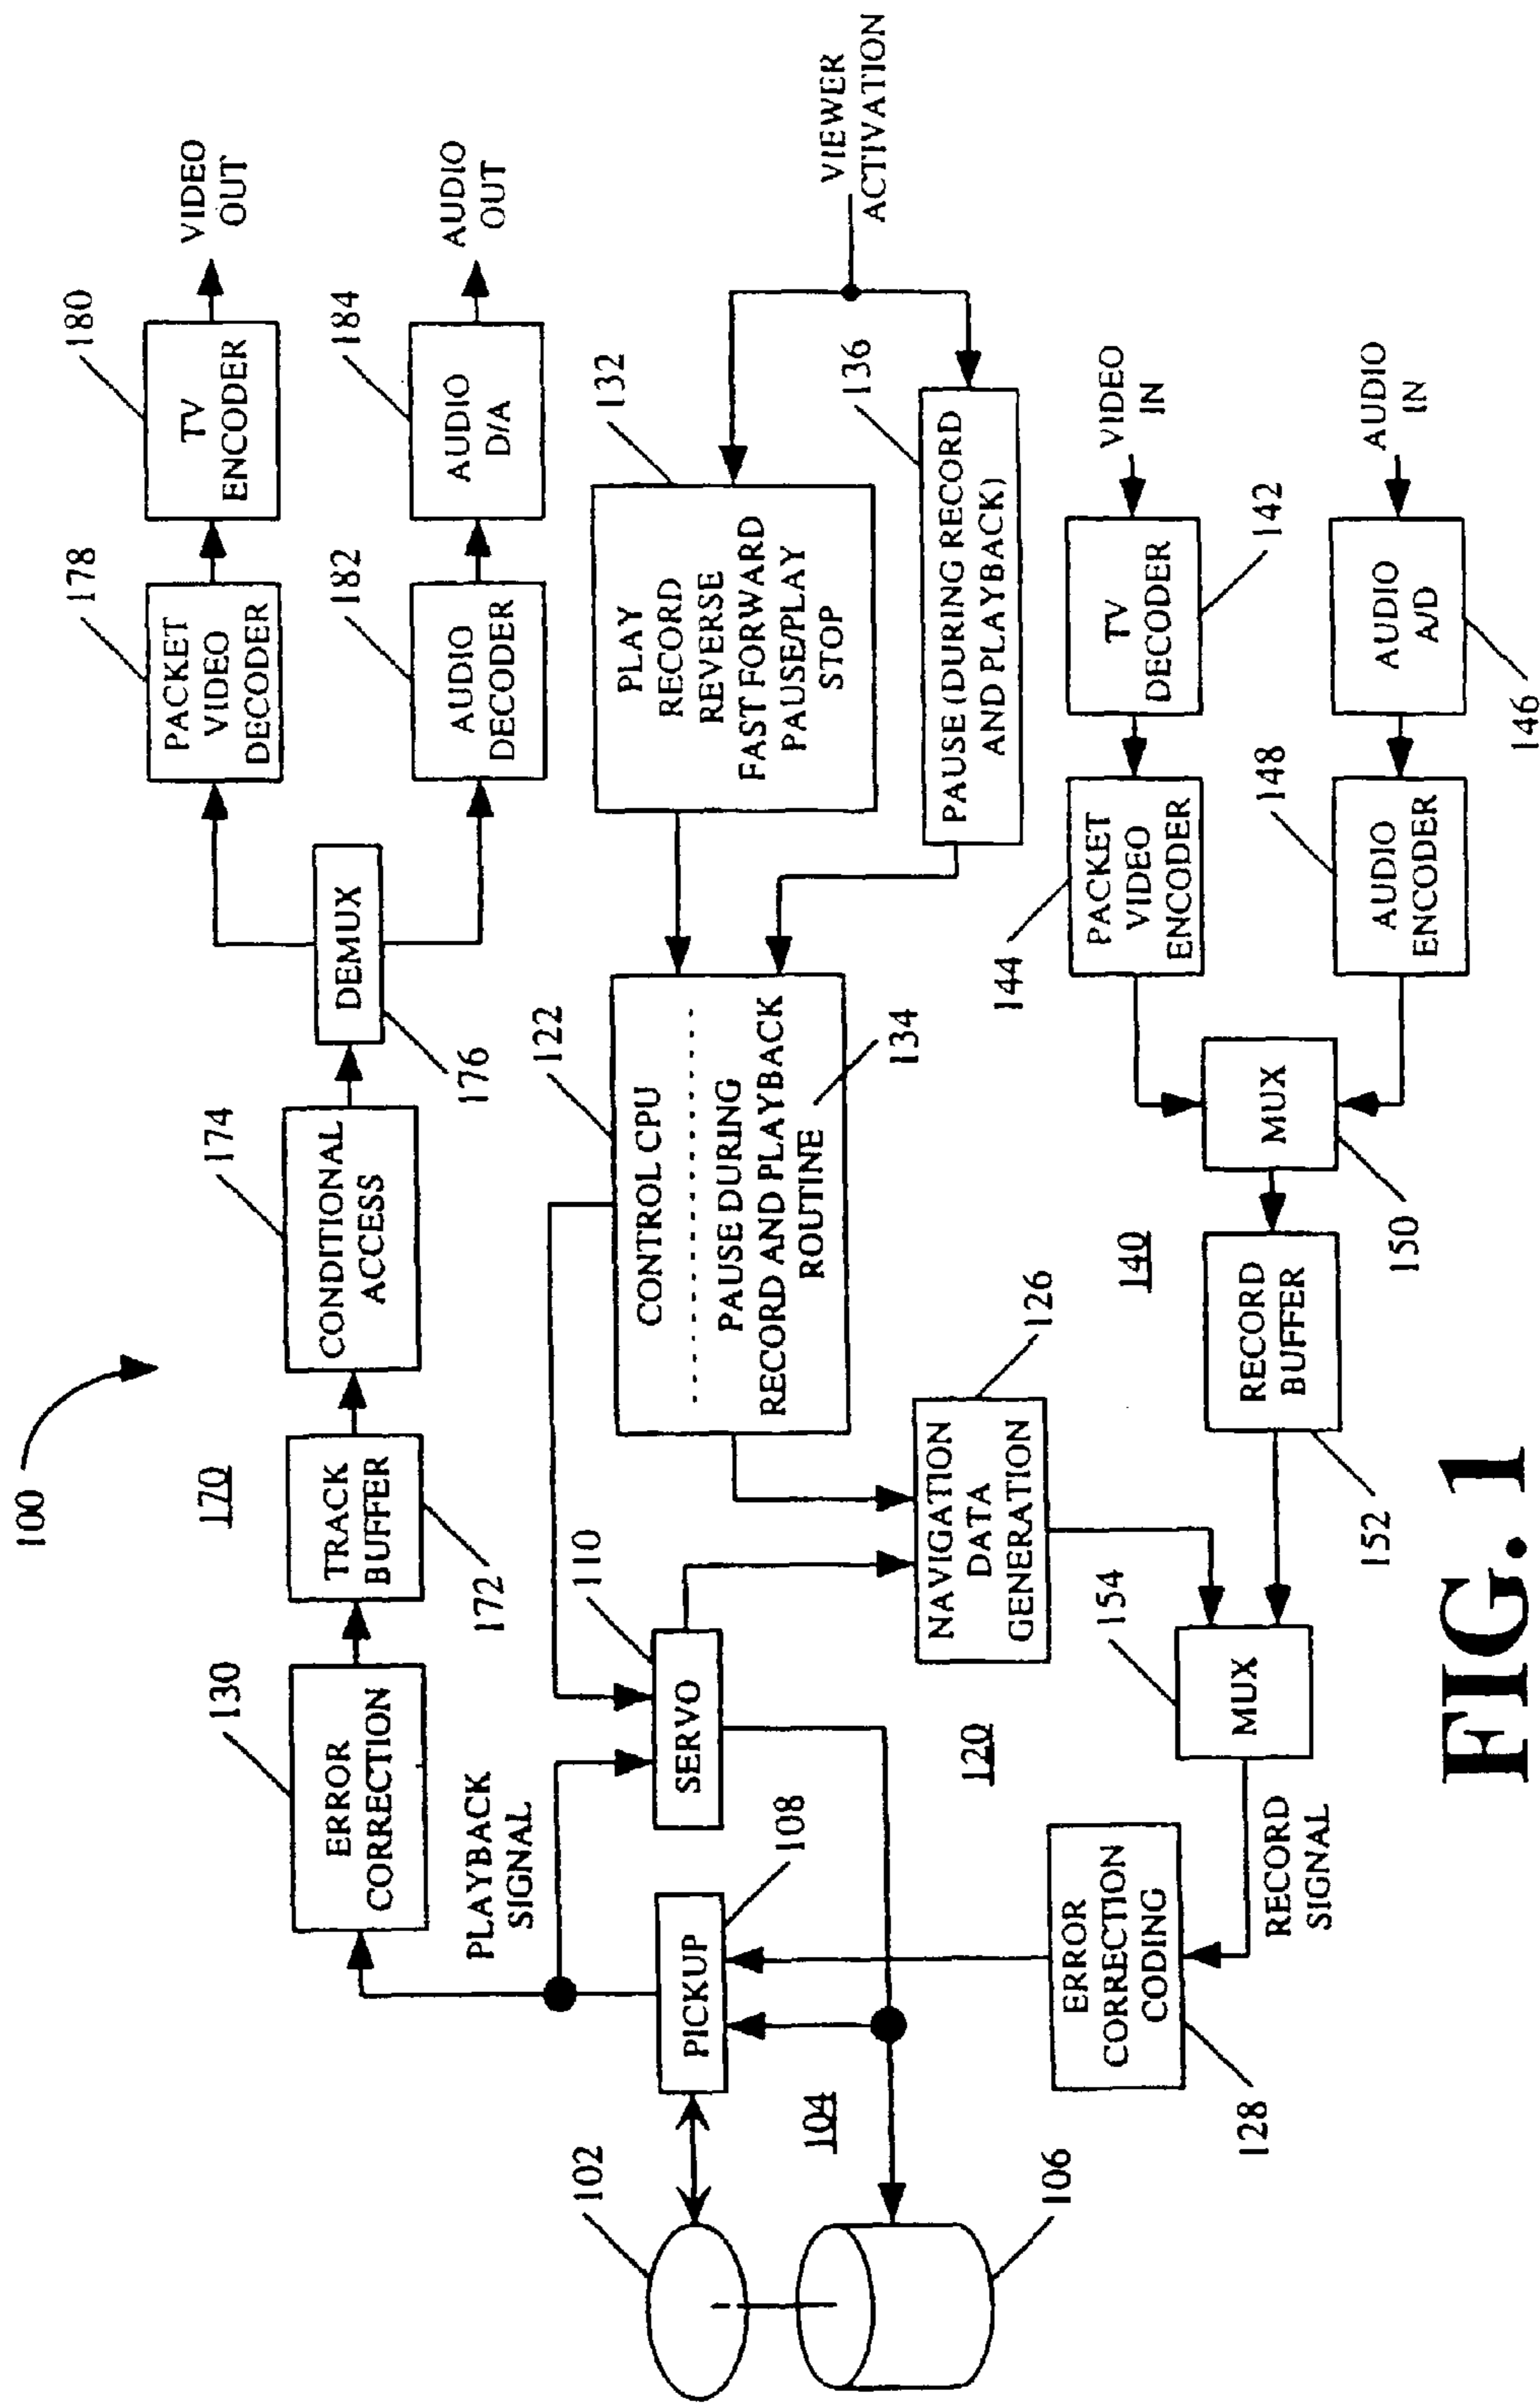 100
170
130
ERROR
CORRECTION
TRACK
BUFFER
172
174
CONDITIONAL
ACCESS
DEMUX
176
178
PACKET
VIDEO
DECODER
180
TV
ENCODER
VIDEO
OUT
182
AUDIO
DECODER
184
AUDIO
D/A
AUDIO
OUT
PLAYBACK
SIGNAL
102
PICKUP
108
104
106
110
SERVO
120
122
CONTROL CPU
PAUSE DURING
RECORD AND PLAYBACK
ROUTINE
134
132
PLAY
RECORD
REVERSE
FAST FORWARD
PAUSE/PLAY
STOP
136
PAUSE (DURING RECORD
AND PLAYBACK)
VIEWER
ACTIVATION
NAVIGATION
DATA
GENERATION
126
140
ERROR
CORRECTION
CODING
128
RECORD
SIGNAL
154
MUX
RECORD
BUFFER
152
MUX
150
144
PACKET
VIDEO
ENCODER
TV
DECODER
142
VIDEO
IN
148
AUDIO
ENCODER
AUDIO
A/D
146
AUDIO
IN
FIG. 1